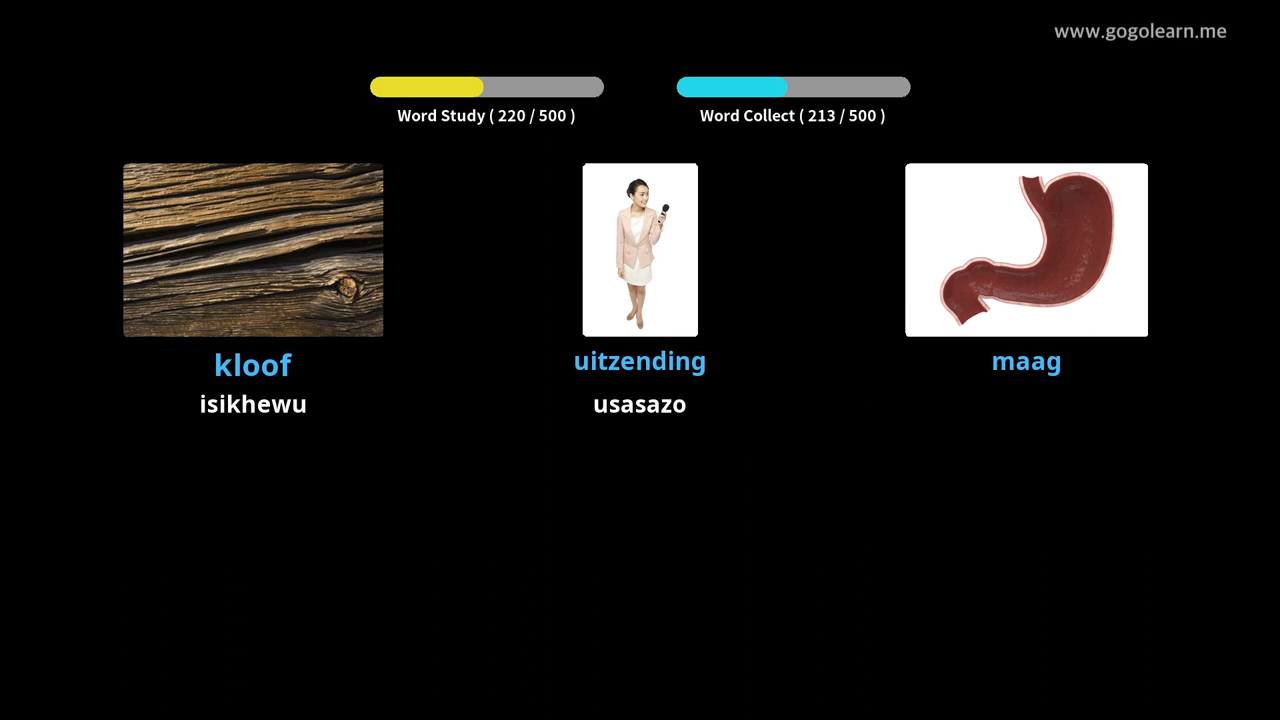 www.gogolearn.me
Word Study ( 220 / 500 )
Word Collect ( 213 / 500 )
kloof
isikhewu
uitzending
usasazo
maag